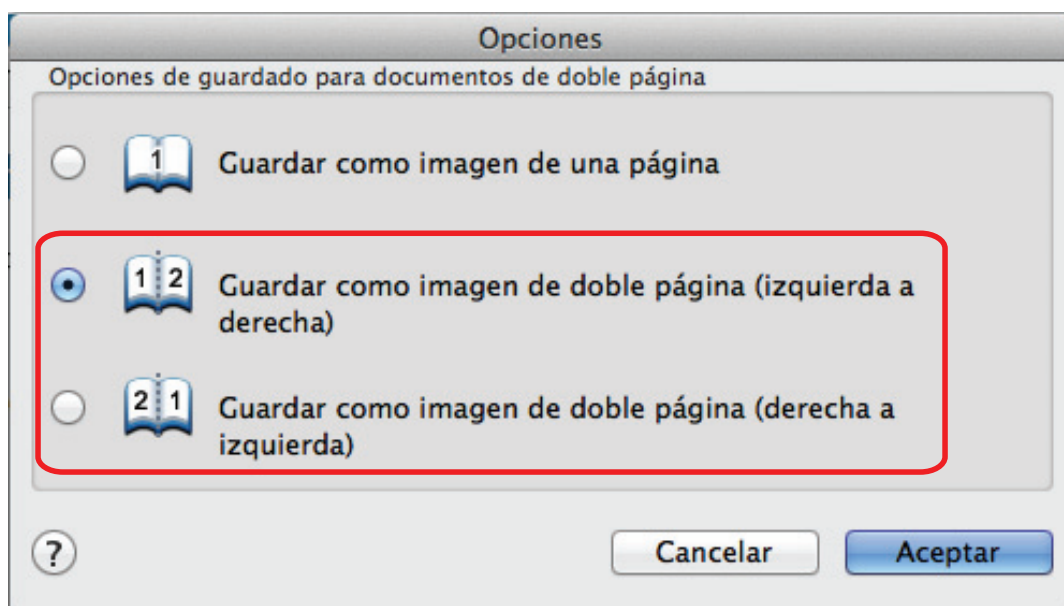 Opciones
Opciones de guardado para documentos de doble página
1
Guardar como imagen de una página
1 2
Guardar como imagen de doble página (izquierda a
derecha)
2 1
Guardar como imagen de doble página (derecha a
izquierda)
?
Cancelar
Aceptar